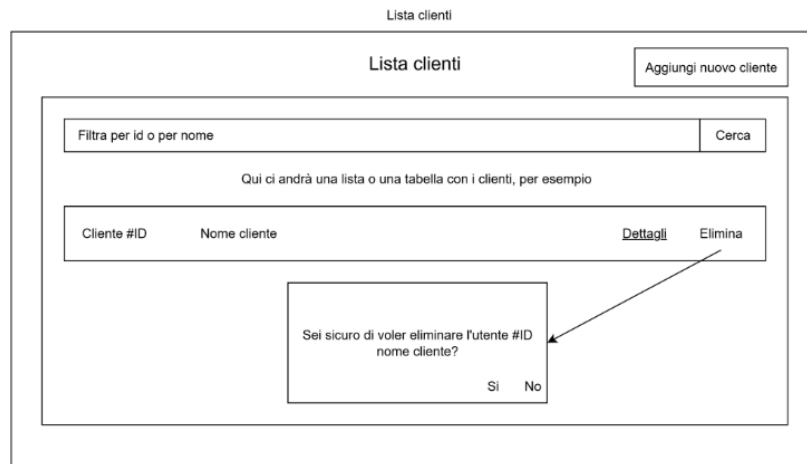 Lista clienti
Lista clienti
Aggiungi nuovo cliente
Filtra per id o per nome
Cerca
Qui ci andrà una lista o una tabella con i clienti, per esempio
Cliente #ID
Nome cliente
Dettagli
Elimina
Sei sicuro di voler eliminare l'utente #ID
nome cliente?
Si
No